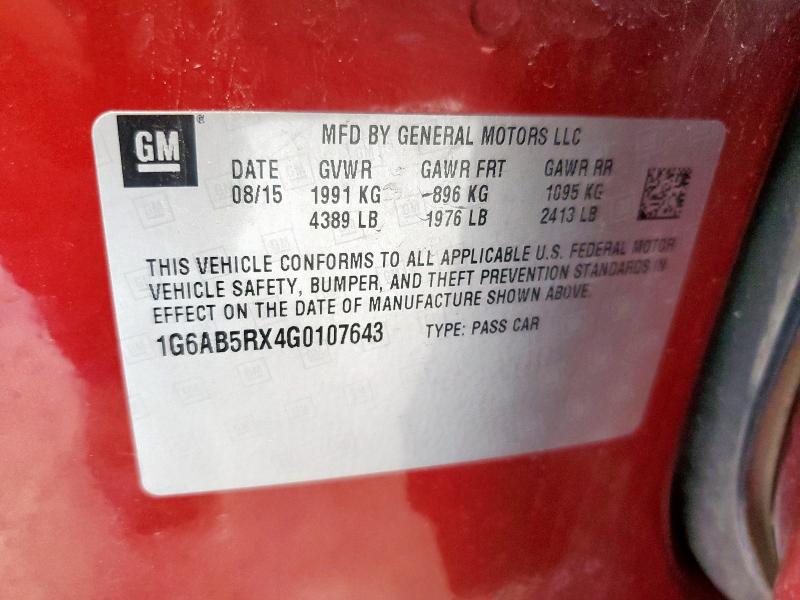 GM®
MFD BY GENERAL MOTORS LLC
DATE GVWR GAWR FRT GAWR RR
08/15 1991 KG 896 KG 1095 KG
4389 LB 1976 LB 2413 LB
THIS VEHICLE CONFORMS TO ALL APPLICABLE U.S. FEDERAL MOTOR
VEHICLE SAFETY, BUMPER, AND THEFT PREVENTION STANDARDS IN
EFFECT ON THE DATE OF MANUFACTURE SHOWN ABOVE.
1G6AB5RX4G0107643 TYPE: PASS CAR